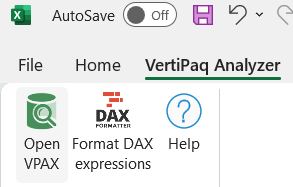 AutoSave Off
File Home VertiPaq Analyzer
DAX
FORMATTER
?
Open Format DAX Help
VPAX expressions